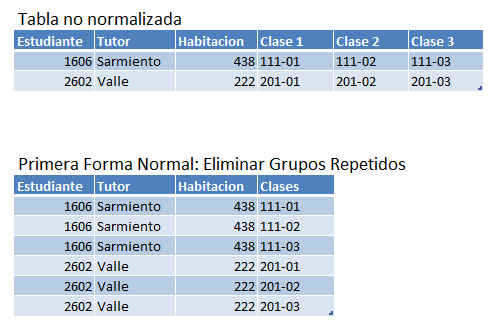 Tabla no normalizada
Estudiante Tutor Habitacion Clase 1 Clase 2 Clase 3
1606 Sarmiento 438 111-01 111-02 111-03
2602 Valle 222 201-01 201-02 201-03
Primera Forma Normal: Eliminar Grupos Repetidos
Estudiante Tutor Habitacion Clases
1606 Sarmiento 438 111-01
1606 Sarmiento 438 111-02
1606 Sarmiento 438 111-03
2602 Valle 222 201-01
2602 Valle 222 201-02
2602 Valle 222 201-03